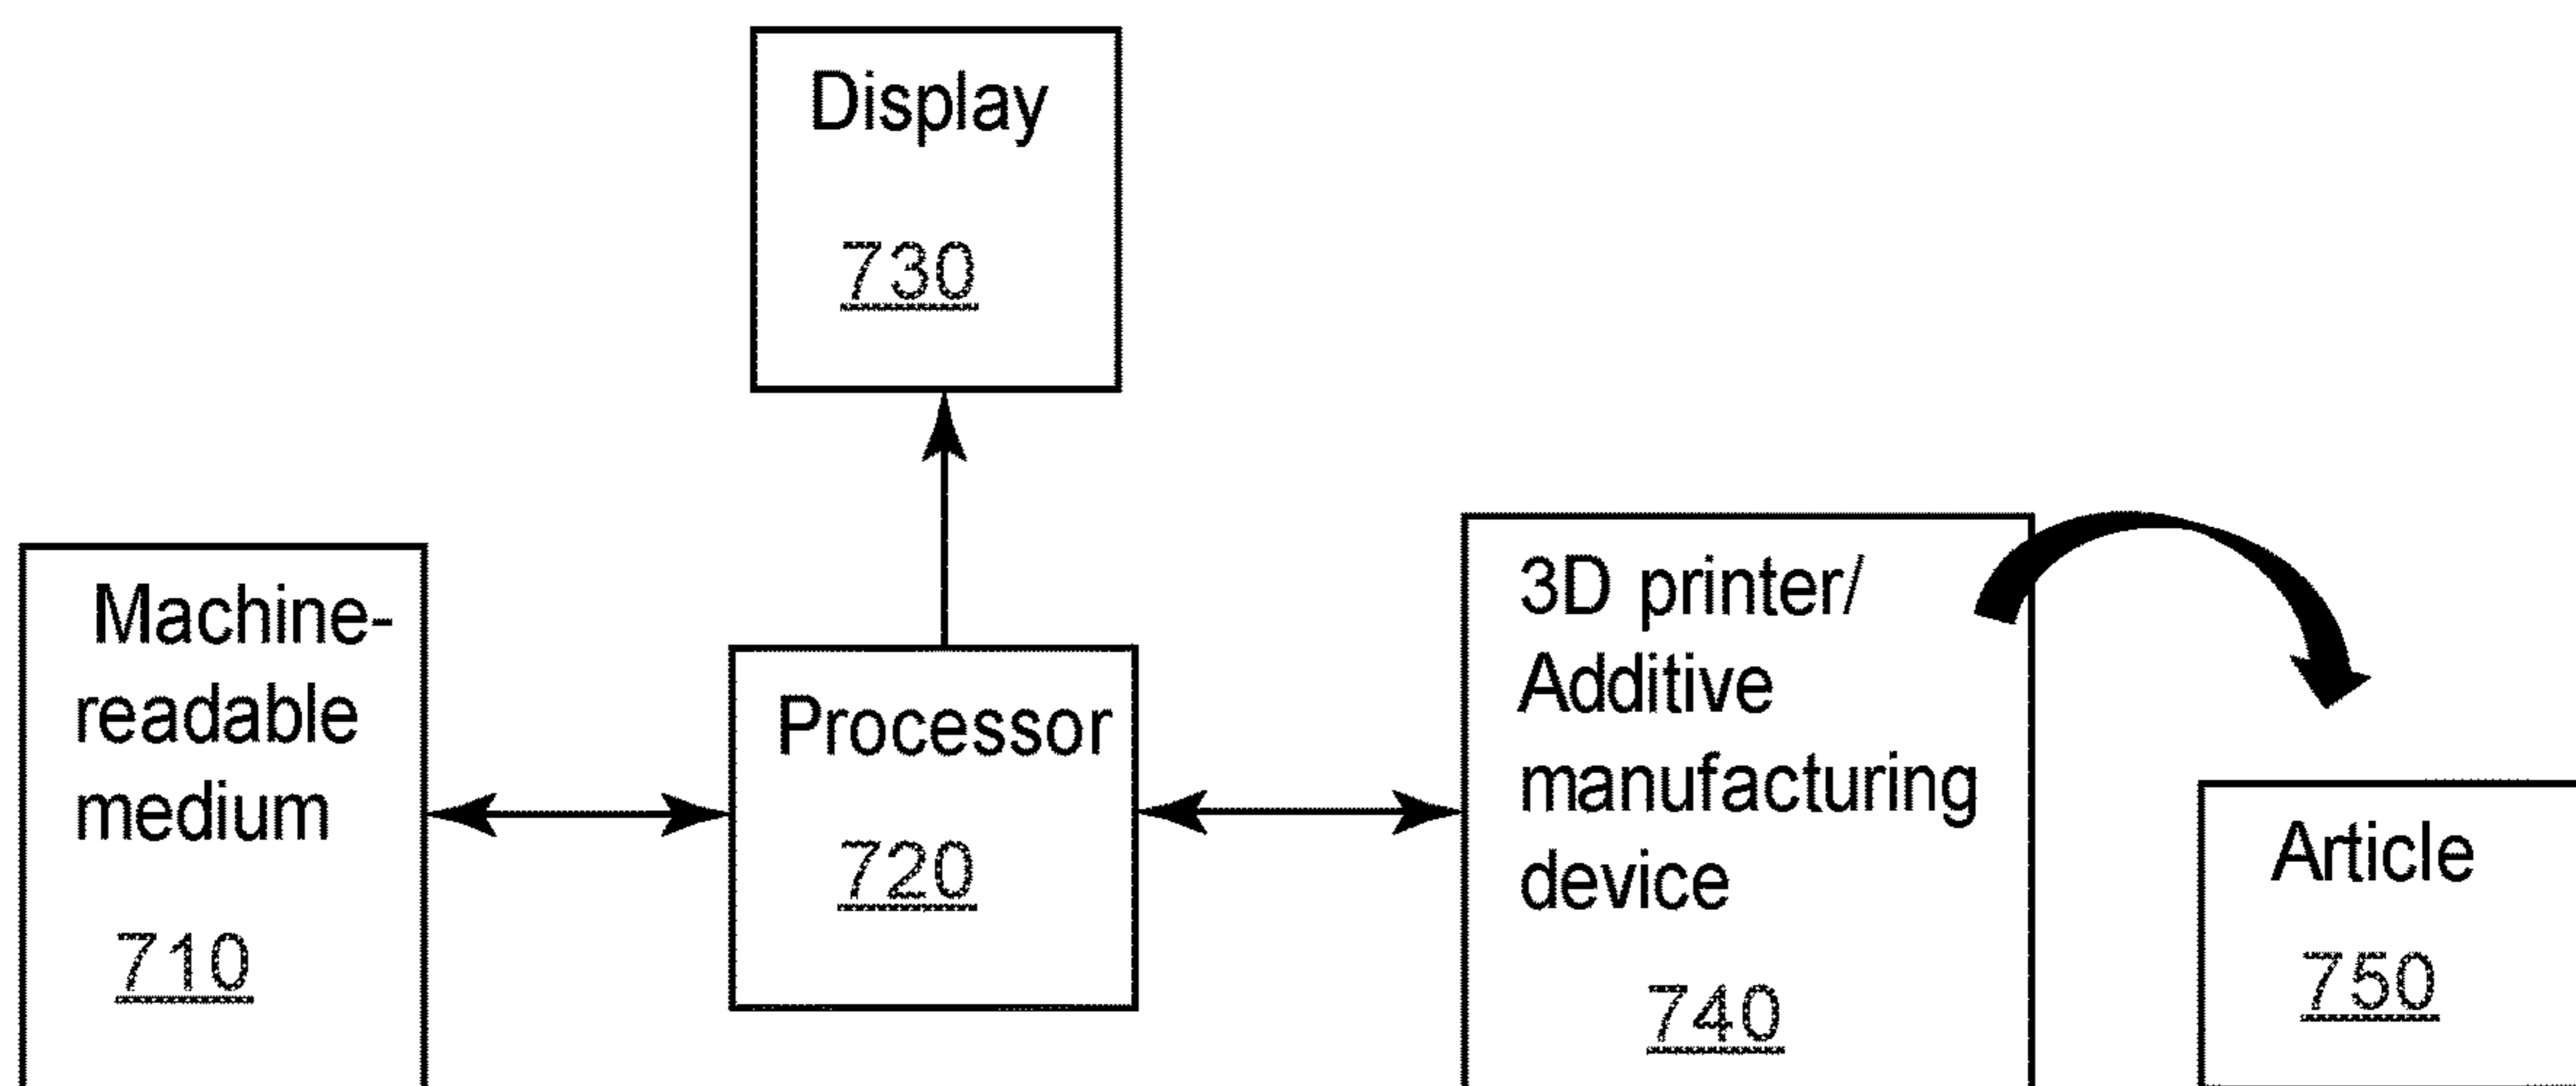 Display
730
Machine-
readable
medium
710
Processor
720
3D printer/
Additive
manufacturing
device
740
Article
750